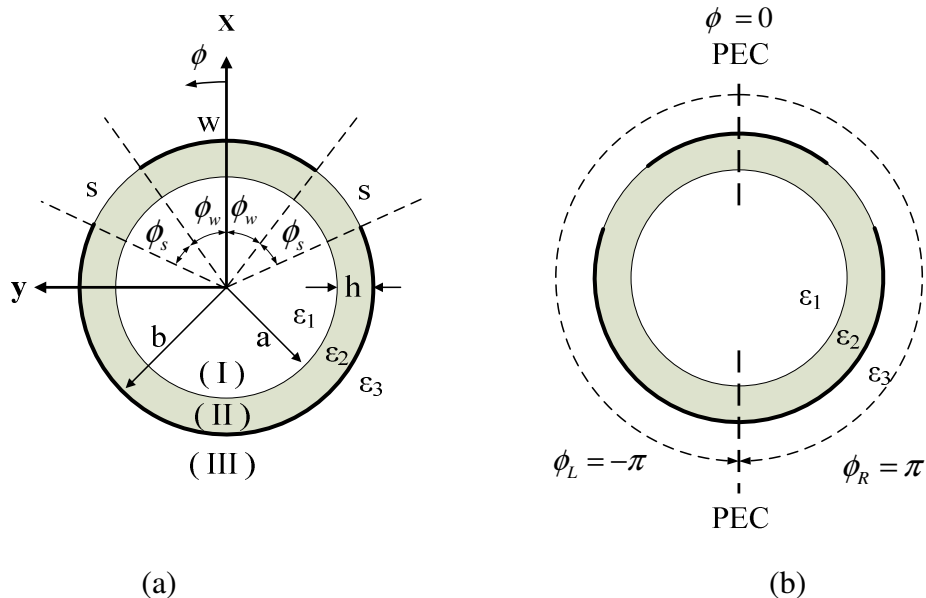 x
ϕ
w
s
s
ϕw
ϕw
ϕs
ϕs
y
h
b
a
ε1
ε2
ε3
( I )
( II )
( III )
(a)
ϕ = 0
PEC
ε1
ε2
ε3
ϕL = −π
ϕR = π
PEC
(b)